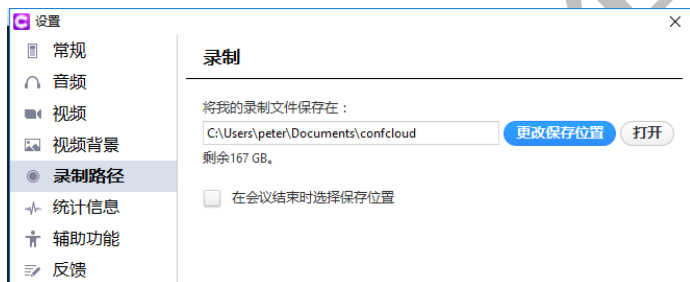 设置
常规
音频
视频
视频背景
录制路径
统计信息
辅助功能
反馈
录制
将我的录制文件保存在：
C:\Users\peter\Documents\confcloud
更改保存位置
打开
剩余167 GB。
在会议结束时选择保存位置